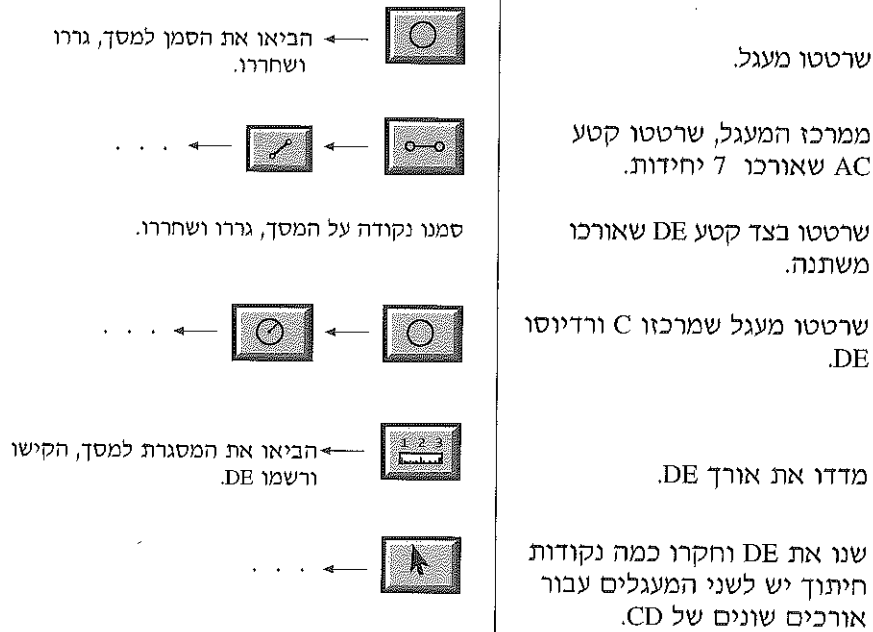 שרטטו מעגל.
הביאו את הסמן למסך, גררו
ושחררו.
ממרכז המעגל, שרטטו קטע
AC שאורכו 7 יחידות.
. . .
שרטטו בצד קטע DE שאורכו
משתנה.
סמנו נקודה על המסך, גררו ושחררו.
שרטטו מעגל שמרכזו C ורדיוסו
DE.
. . .
מדדו את אורך DE.
1 2 3
הביאו את המסגרת למסך, הקישו
ורשמו DE.
שנו את DE וחקרו כמה נקודות
חיתוך יש לשני המעגלים עבור
אורכים שונים של CD.
. . .